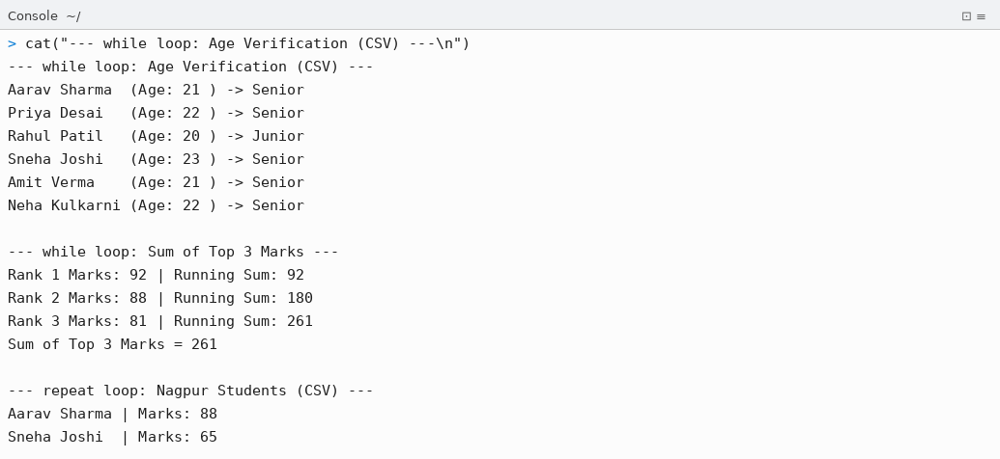 Console ~/
> cat("--- while loop: Age Verification (CSV) ---\n")
--- while loop: Age Verification (CSV) ---
Aarav Sharma  (Age: 21 ) -> Senior
Priya Desai   (Age: 22 ) -> Senior
Rahul Patil   (Age: 20 ) -> Junior
Sneha Joshi   (Age: 23 ) -> Senior
Amit Verma    (Age: 21 ) -> Senior
Neha Kulkarni (Age: 22 ) -> Senior

--- while loop: Sum of Top 3 Marks ---
Rank 1 Marks: 92 | Running Sum: 92
Rank 2 Marks: 88 | Running Sum: 180
Rank 3 Marks: 81 | Running Sum: 261
Sum of Top 3 Marks = 261

--- repeat loop: Nagpur Students (CSV) ---
Aarav Sharma | Marks: 88
Sneha Joshi  | Marks: 65